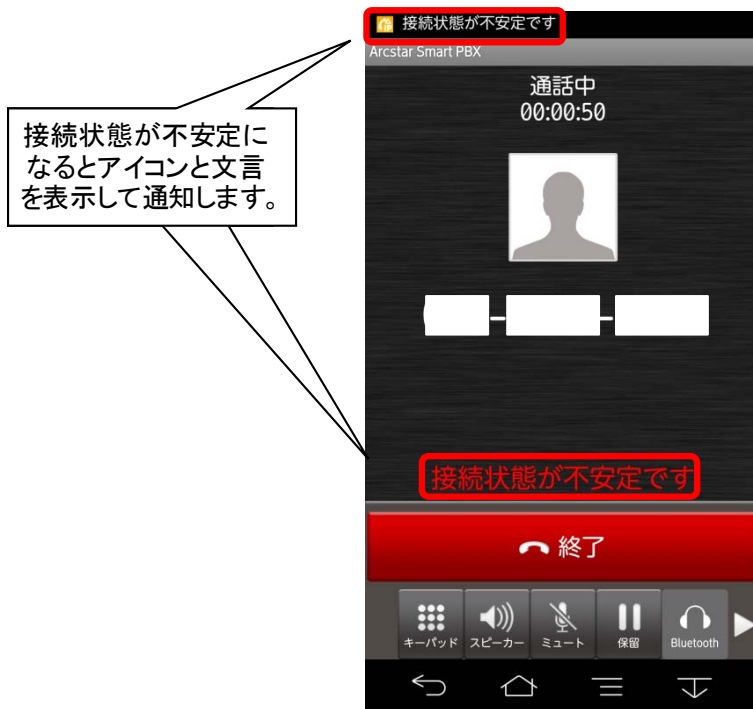 接続状態が不安定です
Arcstar Smart PBX
通話中
00:00:50
接続状態が不安定に
なるとアイコンと文言
を表示して通知します。
接続状態が不安定です
終了
キーパッド スピーカー ミュート 保留 Bluetooth